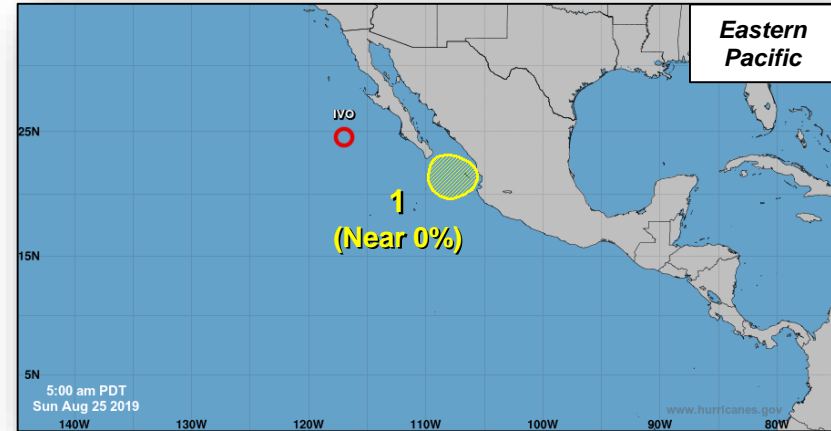 Eastern
Pacific
IVO
25N
1
(Near 0%)
15N
5N
5:00 am PDT
Sun Aug 25 2019
www.hurricanes.gov
140W 130W 120W 110W 100W 90W 80W